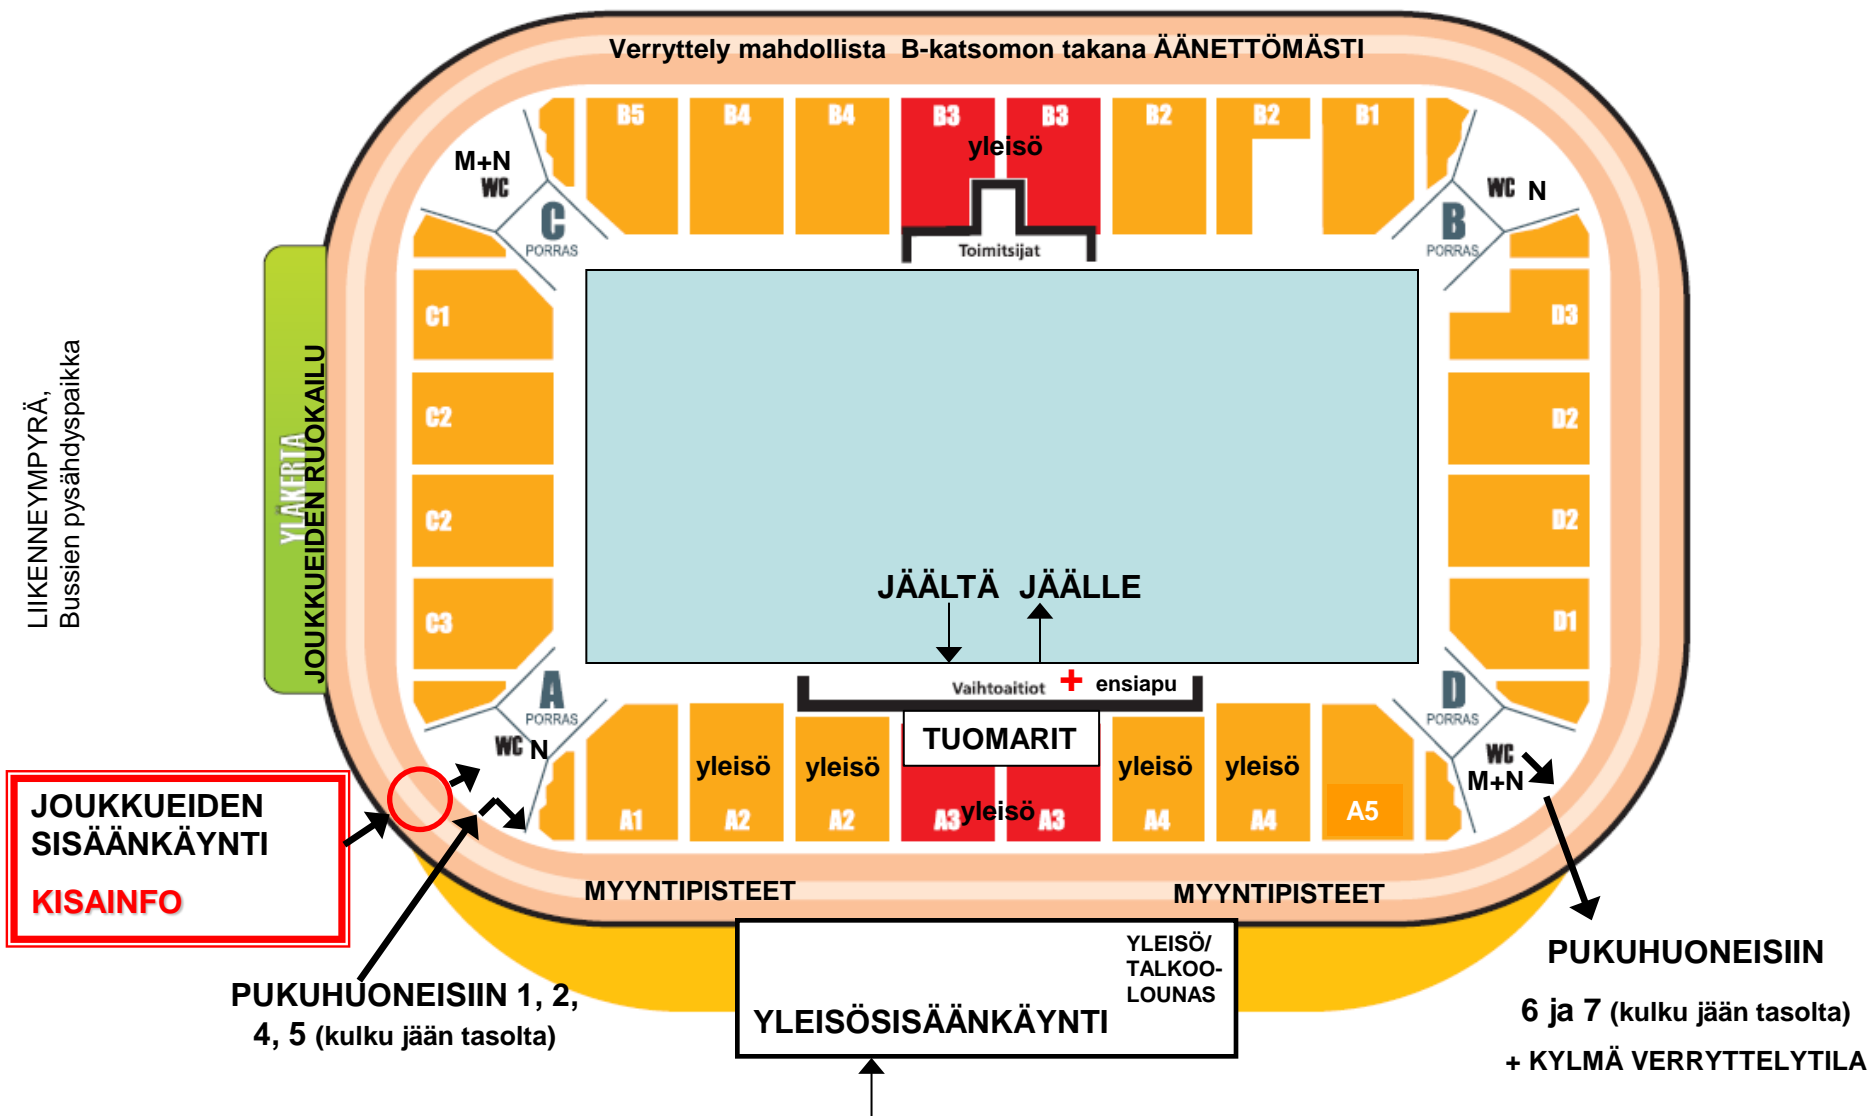 Verryttely mahdollista B-katsomon takana ÄÄNETTÖMÄSTI
B5
B4
B4
B3
B3
B2
B2
B1
yleisö
M+N
WC
WC N
C
PORRAS
B
PORRAS
Toimitsijat
C1
C2
C2
C3
D3
D2
D2
D1
LIIKENNEYMPYRÄ,
Bussien pysähdyspaikka
YLÄKERTA
JOUKKUEIDEN RUOKAILU
JÄÄLTÄ JÄÄLLE
Vaihtoaitiot + ensiapu
A
PORRAS
D
PORRAS
WC N
WC
M+N
TUOMARIT
yleisö
yleisö
yleisö
yleisö
yleisö
A1
A2
A2
A3
A3
A4
A4
A5
JOUKKUEIDEN
SISÄÄNKÄYNTI
KISAINFO
MYYNTIPISTEET
MYYNTIPISTEET
PUKUHUONEISIIN 1, 2,
4, 5 (kulku jään tasolta)
YLEISÖ/
TALKOO-
LOUNAS
YLEISÖSISÄÄNKÄYNTI
PUKUHUONEISIIN
6 ja 7 (kulku jään tasolta)
+ KYLMÄ VERRYTTELYTILA